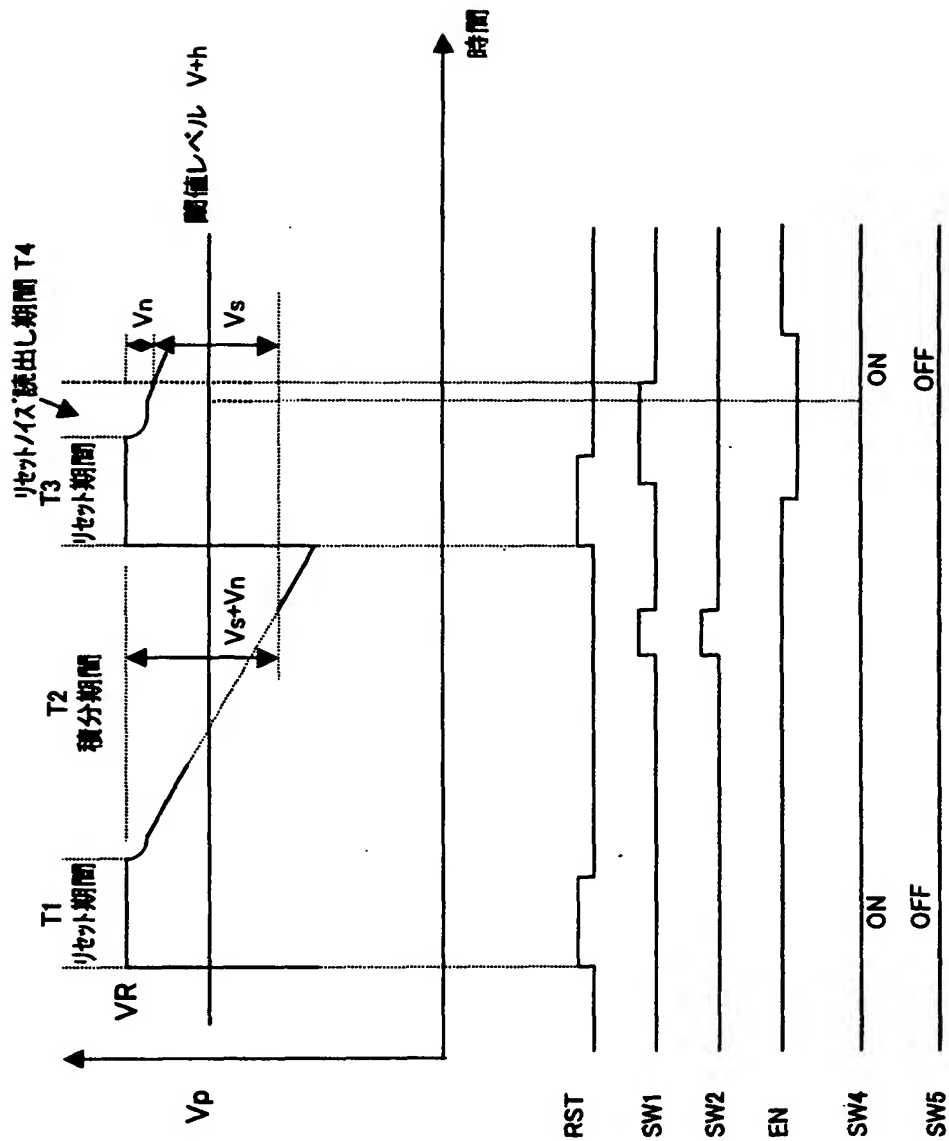 リセットノイズ読出し期間 T4
T1
リセット期間
T2
積分期間
T3
リセット期間
VR
Vs+Vn
Vn
Vs
閾値レベル V+h
Vp
時間
RST
SW1
SW2
EN
SW4
ON
ON
SW5
OFF
OFF